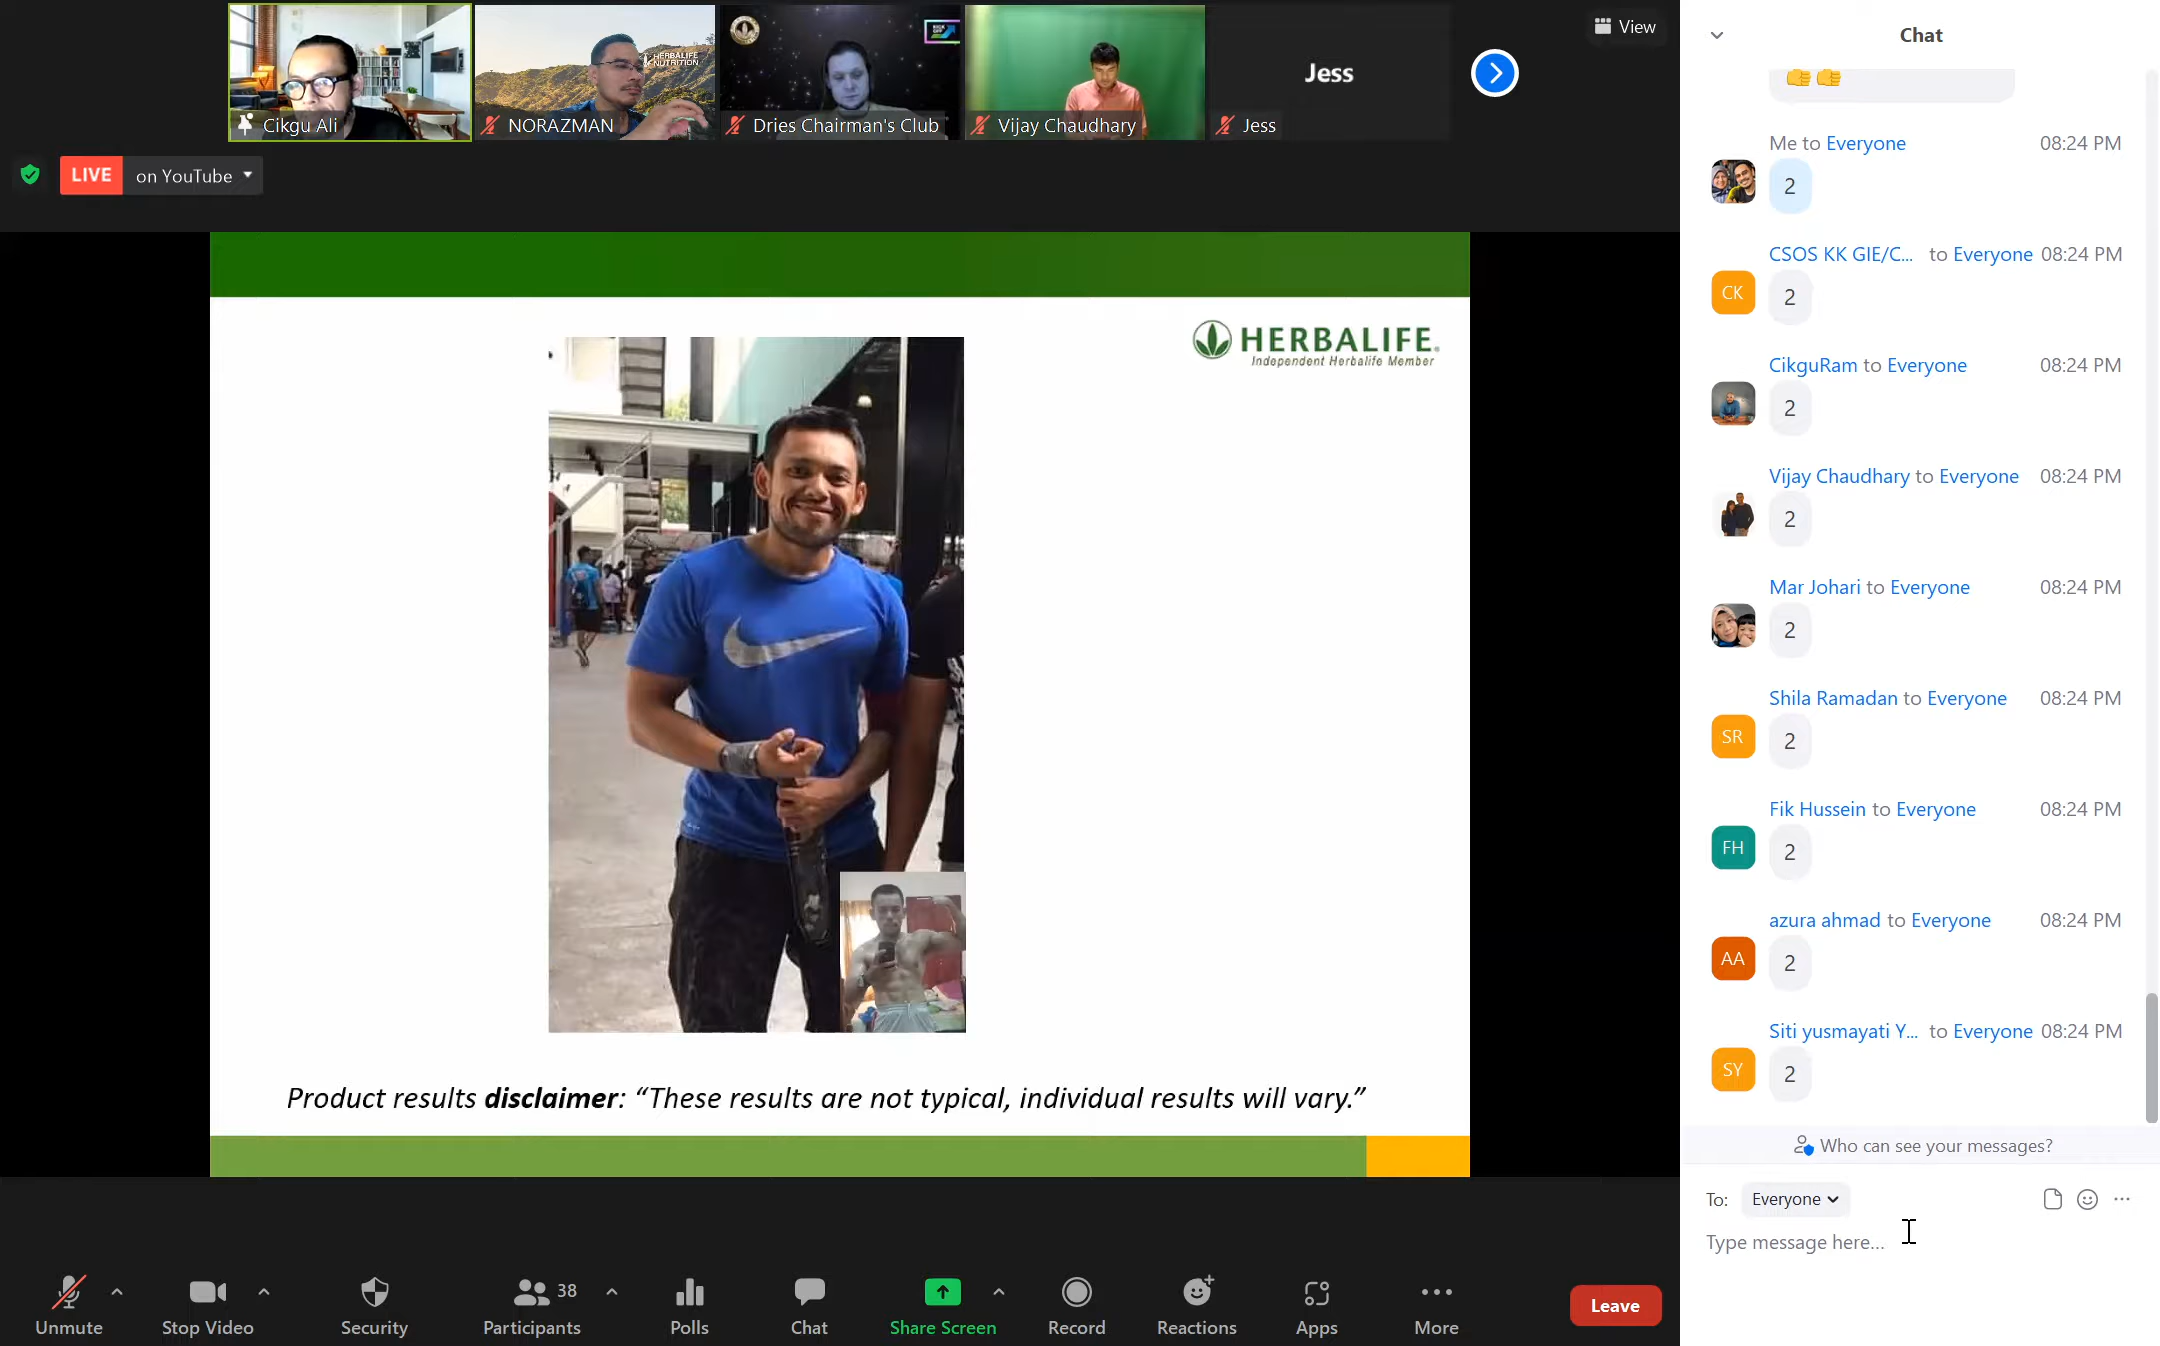 View
Jess
Cikgu Ali
HERBALIFE NUTRITION
NORAZMAN
Dries Chairman's Club
Vijay Chaudhary
Jess
LIVE on YouTube
HERBALIFE
Independent Herbalife Member
Product results disclaimer: “These results are not typical, individual results will vary.”
Unmute
Stop Video
Security
38
Participants
Polls
Chat
Share Screen
Record
Reactions
Apps
More
Leave
Chat
👍👍
Me to Everyone 08:24 PM
2
CSOS KK GIE/C... to Everyone 08:24 PM
CK
2
CikguRam to Everyone 08:24 PM
2
Vijay Chaudhary to Everyone 08:24 PM
2
Mar Johari to Everyone 08:24 PM
2
Shila Ramadan to Everyone 08:24 PM
SR
2
Fik Hussein to Everyone 08:24 PM
FH
2
azura ahmad to Everyone 08:24 PM
AA
2
Siti yusmayati Y... to Everyone 08:24 PM
SY
2
Who can see your messages?
To: Everyone
Type message here...